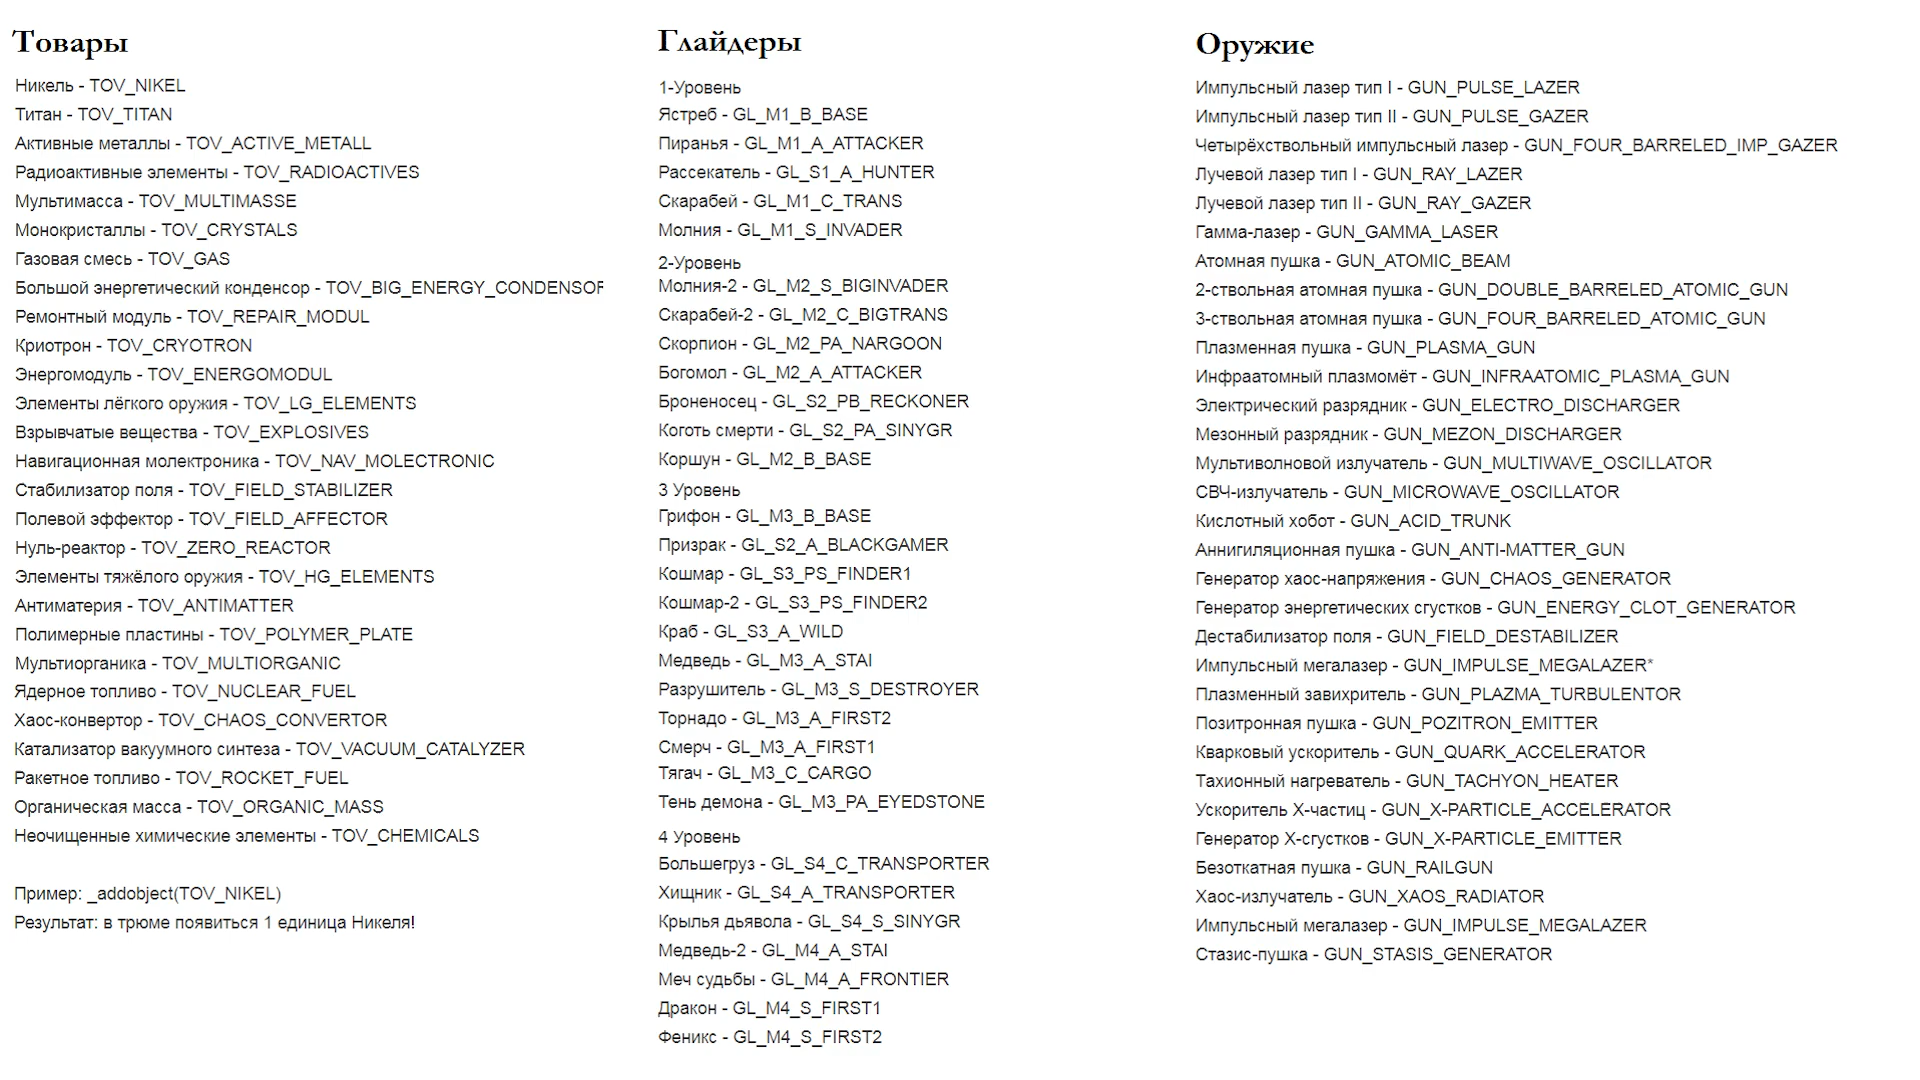 Товары
Никель - TOV_NIKEL
Титан - TOV_TITAN
Активные металлы - TOV_ACTIVE_METALL
Радиоактивные элементы - TOV_RADIOACTIVES
Мультимасса - TOV_MULTIMASSE
Монокристаллы - TOV_CRYSTALS
Газовая смесь - TOV_GAS
Большой энергетический конденсор - TOV_BIG_ENERGY_CONDENSOR
Ремонтный модуль - TOV_REPAIR_MODUL
Криотрон - TOV_CRYOTRON
Энергомодуль - TOV_ENERGOMODUL
Элементы лёгкого оружия - TOV_LG_ELEMENTS
Взрывчатые вещества - TOV_EXPLOSIVES
Навигационная молектроника - TOV_NAV_MOLECTRONIC
Стабилизатор поля - TOV_FIELD_STABILIZER
Полевой эффектор - TOV_FIELD_AFFECTOR
Нуль-реактор - TOV_ZERO_REACTOR
Элементы тяжёлого оружия - TOV_HG_ELEMENTS
Антиматерия - TOV_ANTIMATTER
Полимерные пластины - TOV_POLYMER_PLATE
Мультиорганика - TOV_MULTIORGANIC
Ядерное топливо - TOV_NUCLEAR_FUEL
Хаос-конвертор - TOV_CHAOS_CONVERTOR
Катализатор вакуумного синтеза - TOV_VACUUM_CATALYZER
Ракетное топливо - TOV_ROCKET_FUEL
Органическая масса - TOV_ORGANIC_MASS
Неочищенные химические элементы - TOV_CHEMICALS
Пример: _addobject(TOV_NIKEL)
Результат: в трюме появиться 1 единица Никеля!
Глайдеры
1-Уровень
Ястреб - GL_M1_B_BASE
Пиранья - GL_M1_A_ATTACKER
Рассекатель - GL_S1_A_HUNTER
Скарабей - GL_M1_C_TRANS
Молния - GL_M1_S_INVADER
2-Уровень
Молния-2 - GL_M2_S_BIGINVADER
Скарабей-2 - GL_M2_C_BIGTRANS
Скорпион - GL_M2_PA_NARGOON
Богомол - GL_M2_A_ATTACKER
Броненосец - GL_S2_PB_RECKONER
Коготь смерти - GL_S2_PA_SINYGR
Коршун - GL_M2_B_BASE
3 Уровень
Грифон - GL_M3_B_BASE
Призрак - GL_S2_A_BLACKGAMER
Кошмар - GL_S3_PS_FINDER1
Кошмар-2 - GL_S3_PS_FINDER2
Краб - GL_S3_A_WILD
Медведь - GL_M3_A_STAI
Разрушитель - GL_M3_S_DESTROYER
Торнадо - GL_M3_A_FIRST2
Смерч - GL_M3_A_FIRST1
Тягач - GL_M3_C_CARGO
Тень демона - GL_M3_PA_EYEDSTONE
4 Уровень
Большегруз - GL_S4_C_TRANSPORTER
Хищник - GL_S4_A_TRANSPORTER
Крылья дьявола - GL_S4_S_SINYGR
Медведь-2 - GL_M4_A_STAI
Меч судьбы - GL_M4_A_FRONTIER
Дракон - GL_M4_S_FIRST1
Феникс - GL_M4_S_FIRST2
Оружие
Импульсный лазер тип I - GUN_PULSE_LAZER
Импульсный лазер тип II - GUN_PULSE_GAZER
Четырёхствольный импульсный лазер - GUN_FOUR_BARRELED_IMP_GAZER
Лучевой лазер тип I - GUN_RAY_LAZER
Лучевой лазер тип II - GUN_RAY_GAZER
Гамма-лазер - GUN_GAMMA_LASER
Атомная пушка - GUN_ATOMIC_BEAM
2-ствольная атомная пушка - GUN_DOUBLE_BARRELED_ATOMIC_GUN
3-ствольная атомная пушка - GUN_FOUR_BARRELED_ATOMIC_GUN
Плазменная пушка - GUN_PLASMA_GUN
Инфраатомный плазмомёт - GUN_INFRAATOMIC_PLASMA_GUN
Электрический разрядник - GUN_ELECTRO_DISCHARGER
Мезонный разрядник - GUN_MEZON_DISCHARGER
Мультиволновой излучатель - GUN_MULTIWAVE_OSCILLATOR
СВЧ-излучатель - GUN_MICROWAVE_OSCILLATOR
Кислотный хобот - GUN_ACID_TRUNK
Аннигиляционная пушка - GUN_ANTI-MATTER_GUN
Генератор хаос-напряжения - GUN_CHAOS_GENERATOR
Генератор энергетических сгустков - GUN_ENERGY_CLOT_GENERATOR
Дестабилизатор поля - GUN_FIELD_DESTABILIZER
Импульсный мегалазер - GUN_IMPULSE_MEGALAZER*
Плазменный завихритель - GUN_PLAZMA_TURBULENTOR
Позитронная пушка - GUN_POZITRON_EMITTER
Кварковый ускоритель - GUN_QUARK_ACCELERATOR
Тахионный нагреватель - GUN_TACHYON_HEATER
Ускоритель Х-частиц - GUN_X-PARTICLE_ACCELERATOR
Генератор Х-сгустков - GUN_X-PARTICLE_EMITTER
Безоткатная пушка - GUN_RAILGUN
Хаос-излучатель - GUN_XAOS_RADIATOR
Импульсный мегалазер - GUN_IMPULSE_MEGALAZER
Стазис-пушка - GUN_STASIS_GENERATOR